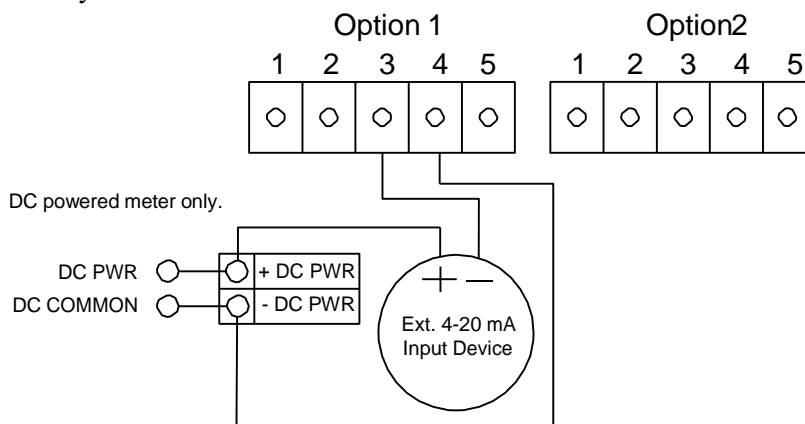 Option 1
Option2
1 2 3 4 5
1 2 3 4 5
DC powered meter only.
DC PWR
+ DC PWR
DC COMMON
- DC PWR
+ —
Ext. 4-20 mA
Input Device